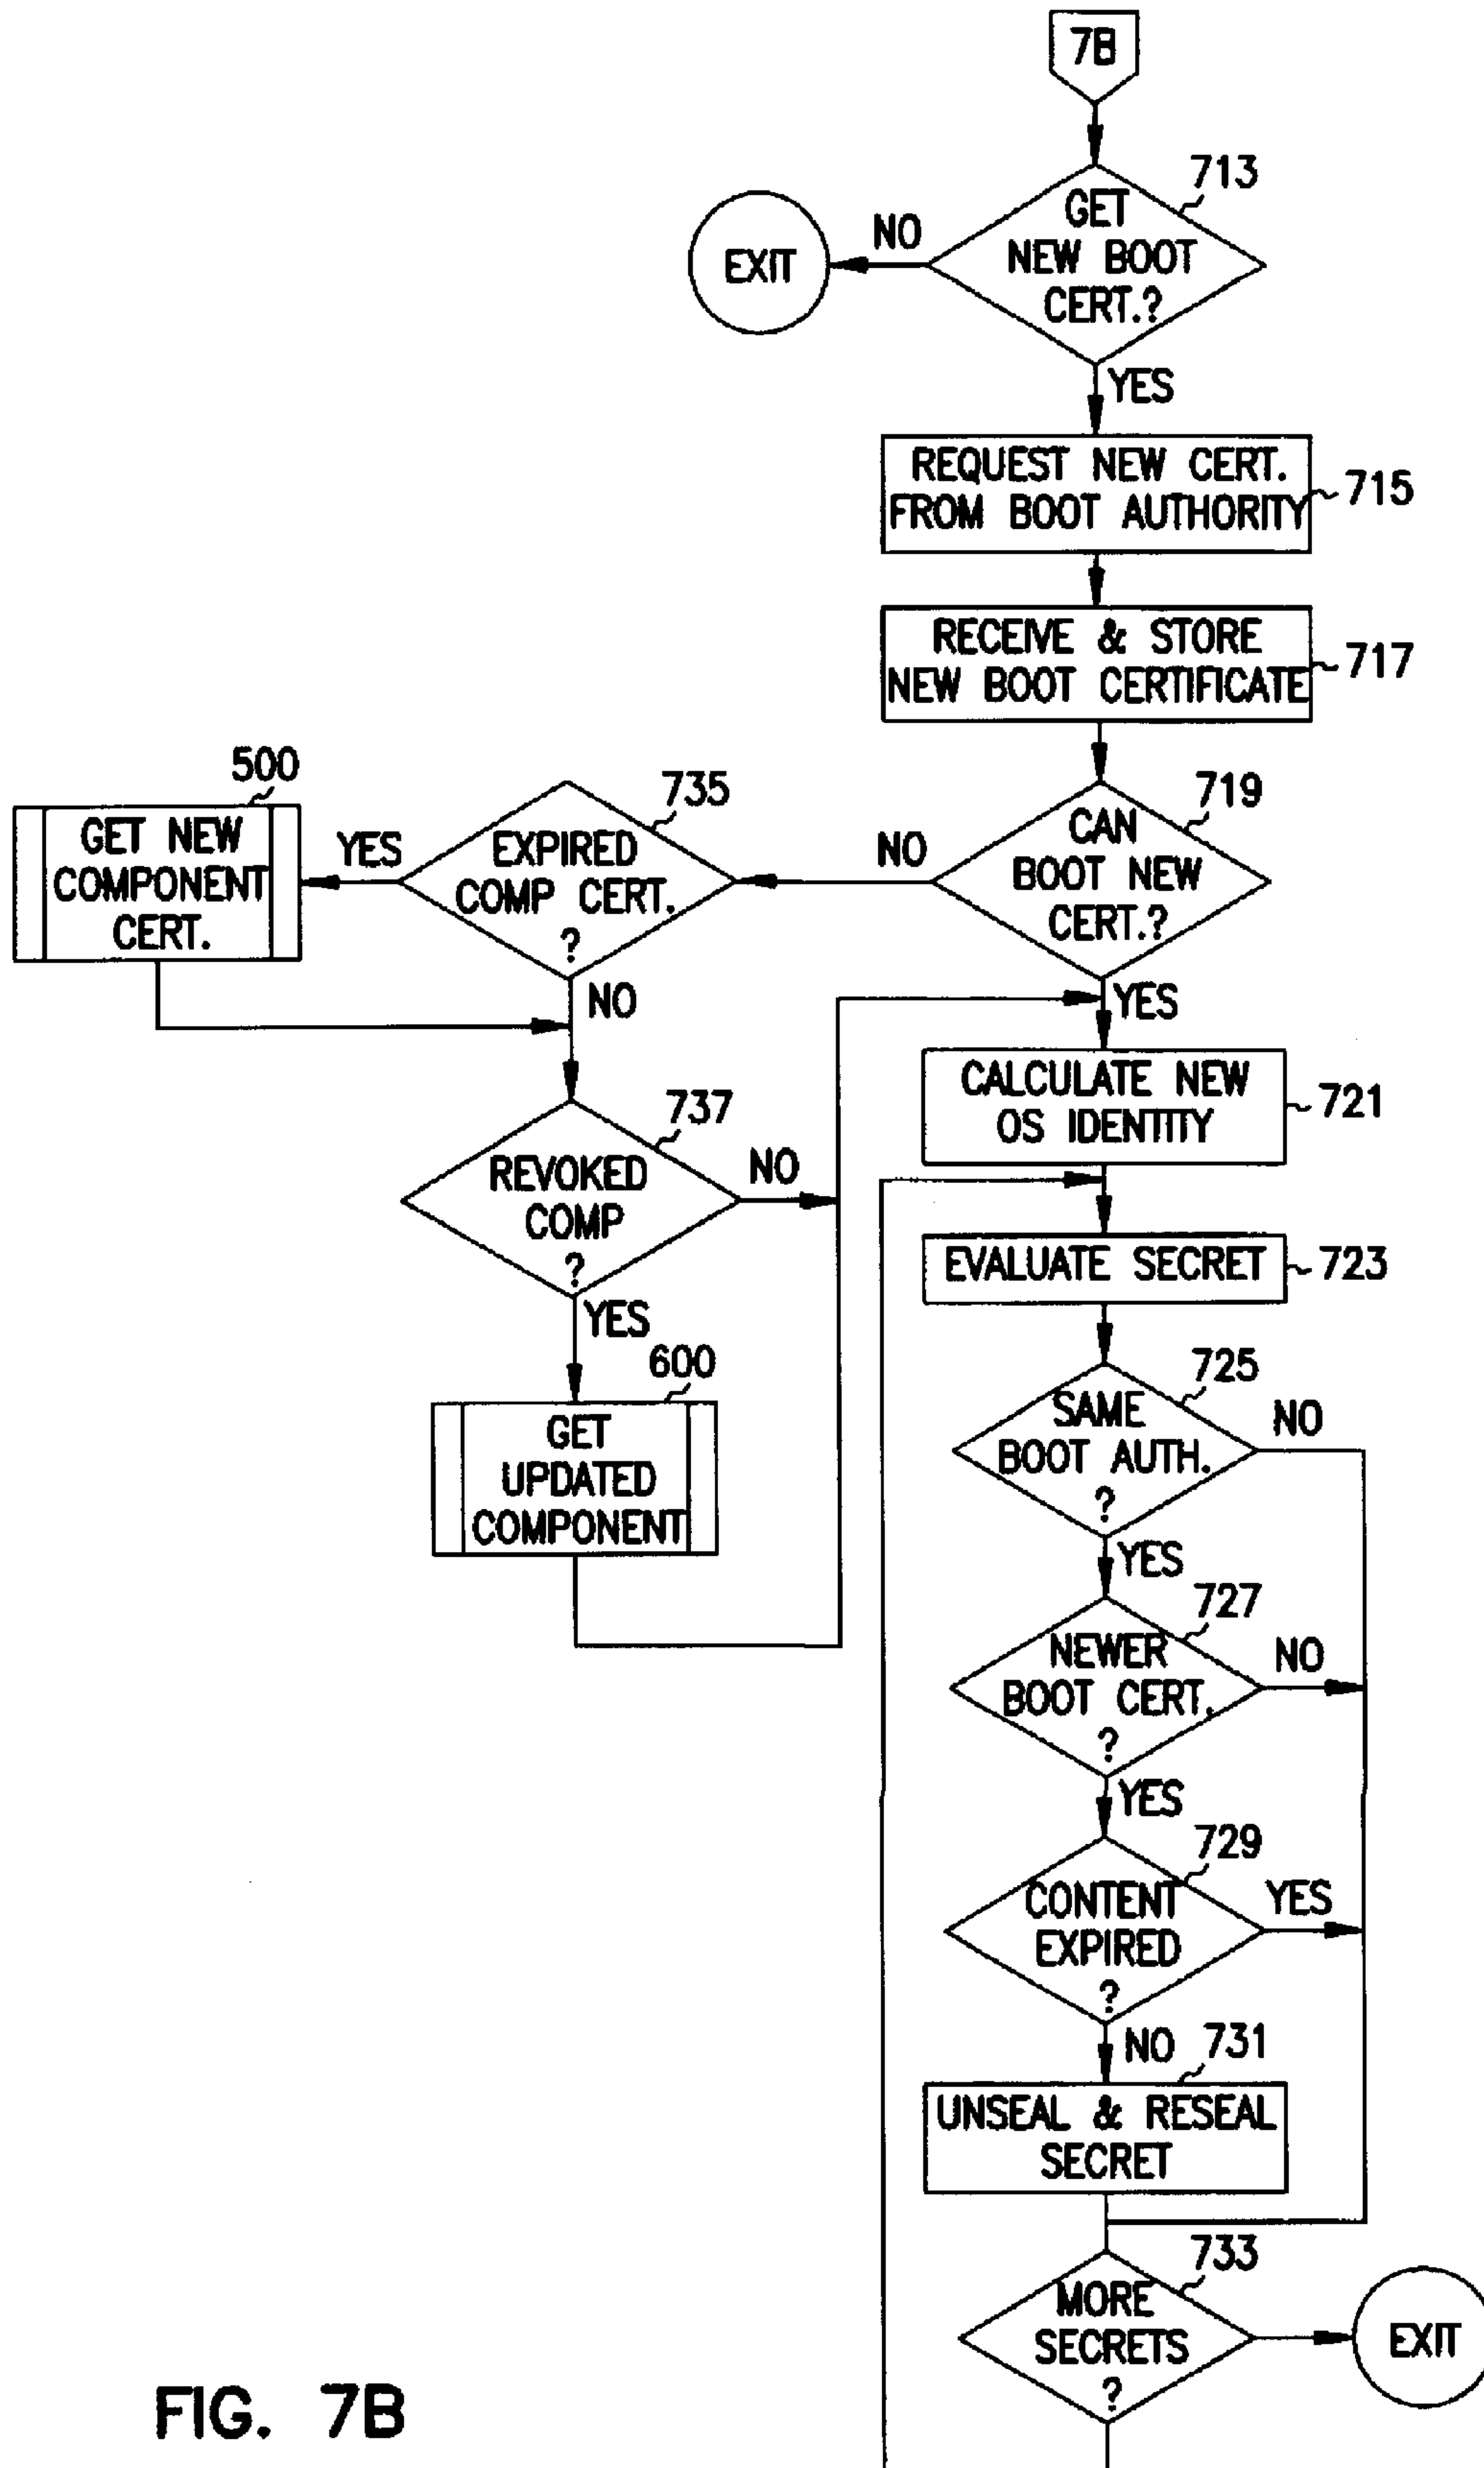 7B
713
GET
NEW BOOT
CERT.?
NO
EXIT
YES
REQUEST NEW CERT.
FROM BOOT AUTHORITY
715
RECEIVE & STORE
NEW BOOT CERTIFICATE
717
719
CAN
BOOT NEW
CERT.?
NO
YES
735
EXPIRED
COMP CERT.
?
YES
NO
500
GET NEW
COMPONENT
CERT.
737
REVOKED
COMP
?
NO
YES
600
GET
UPDATED
COMPONENT
CALCULATE NEW
OS IDENTITY
721
EVALUATE SECRET
723
725
SAME
BOOT AUTH.
?
NO
YES
727
NEWER
BOOT CERT.
?
NO
YES
729
CONTENT
EXPIRED
?
YES
NO
731
UNSEAL & RESEAL
SECRET
733
MORE
SECRETS
?
EXIT
FIG. 7B